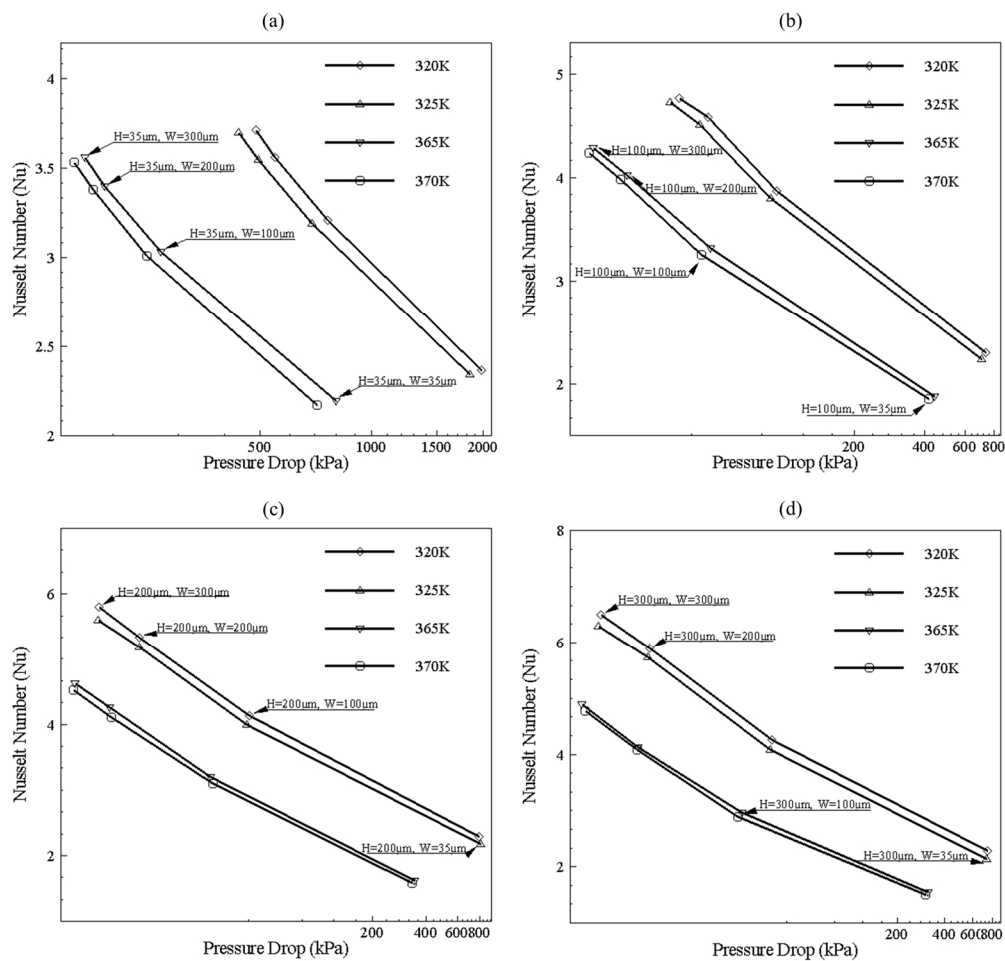 (a)
4
3.5
3
2.5
2
Nusselt Number (Nu)
320K
325K
365K
370K
H=35μm, W=300μm
H=35μm, W=200μm
H=35μm, W=100μm
H=35μm, W=35μm
500 1000 1500 2000
Pressure Drop (kPa)
(b)
5
4
3
2
Nusselt Number (Nu)
320K
325K
365K
370K
H=100μm, W=300μm
H=100μm, W=200μm
H=100μm, W=100μm
H=100μm, W=35μm
200 400 600 800
Pressure Drop (kPa)
(c)
6
4
2
Nusselt Number (Nu)
320K
325K
365K
370K
H=200μm, W=300μm
H=200μm, W=200μm
H=200μm, W=100μm
H=200μm, W=35μm
200 400 600 800
Pressure Drop (kPa)
(d)
8
6
4
2
Nusselt Number (Nu)
320K
325K
365K
370K
H=300μm, W=300μm
H=300μm, W=200μm
H=300μm, W=100μm
H=300μm, W=35μm
200 400 600 800
Pressure Drop (kPa)